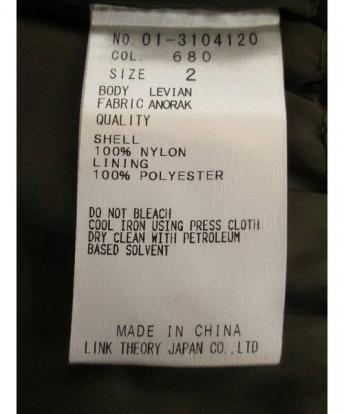 NO. 01-3104120
COL. 680
SIZE 2
BODY LEVIAN
FABRIC ANORAK
QUALITY
SHELL
100% NYLON
LINING
100% POLYESTER
DO NOT BLEACH
COOL IRON USING PRESS CLOTH
DRY CLEAN WITH PETROLEUM
BASED SOLVENT
MADE IN CHINA
LINK THEORY JAPAN CO.,LTD